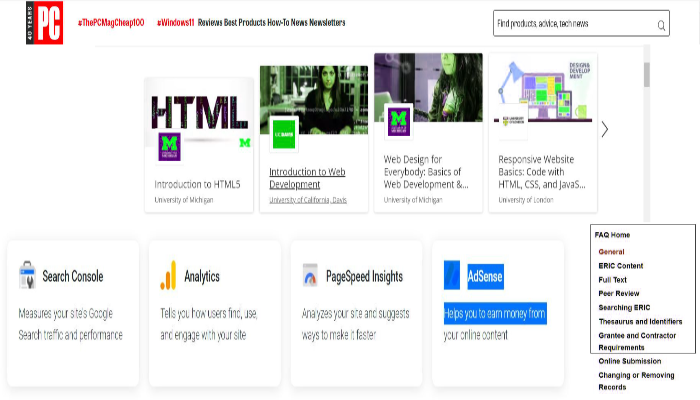 40 YEARS
PC
#ThePCMagCheap100 #Windows11 Reviews Best Products How-To News Newsletters
Find products, advice, tech news
HTML
M
M
Introduction to HTML5
University of Michigan
UC DAVIS
Introduction to Web
Development
University of California, Davis
M
Web Design for
Everybody: Basics of
Web Development &...
University of Michigan
DESIGN&
DEVELOP
MENT
Responsive Website
Basics: Code with
HTML, CSS, and JavaS...
University of London
Search Console
Measures your site's Google
Search traffic and performance
Analytics
Tells you how users find, use,
and engage with your site
PageSpeed Insights
Analyzes your site and suggests
ways to make it faster
AdSense
Helps you to earn money from
your online content
FAQ Home
General
ERIC Content
Full Text
Peer Review
Searching ERIC
Thesaurus and Identifiers
Grantee and Contractor
Requirements
Online Submission
Changing or Removing
Records